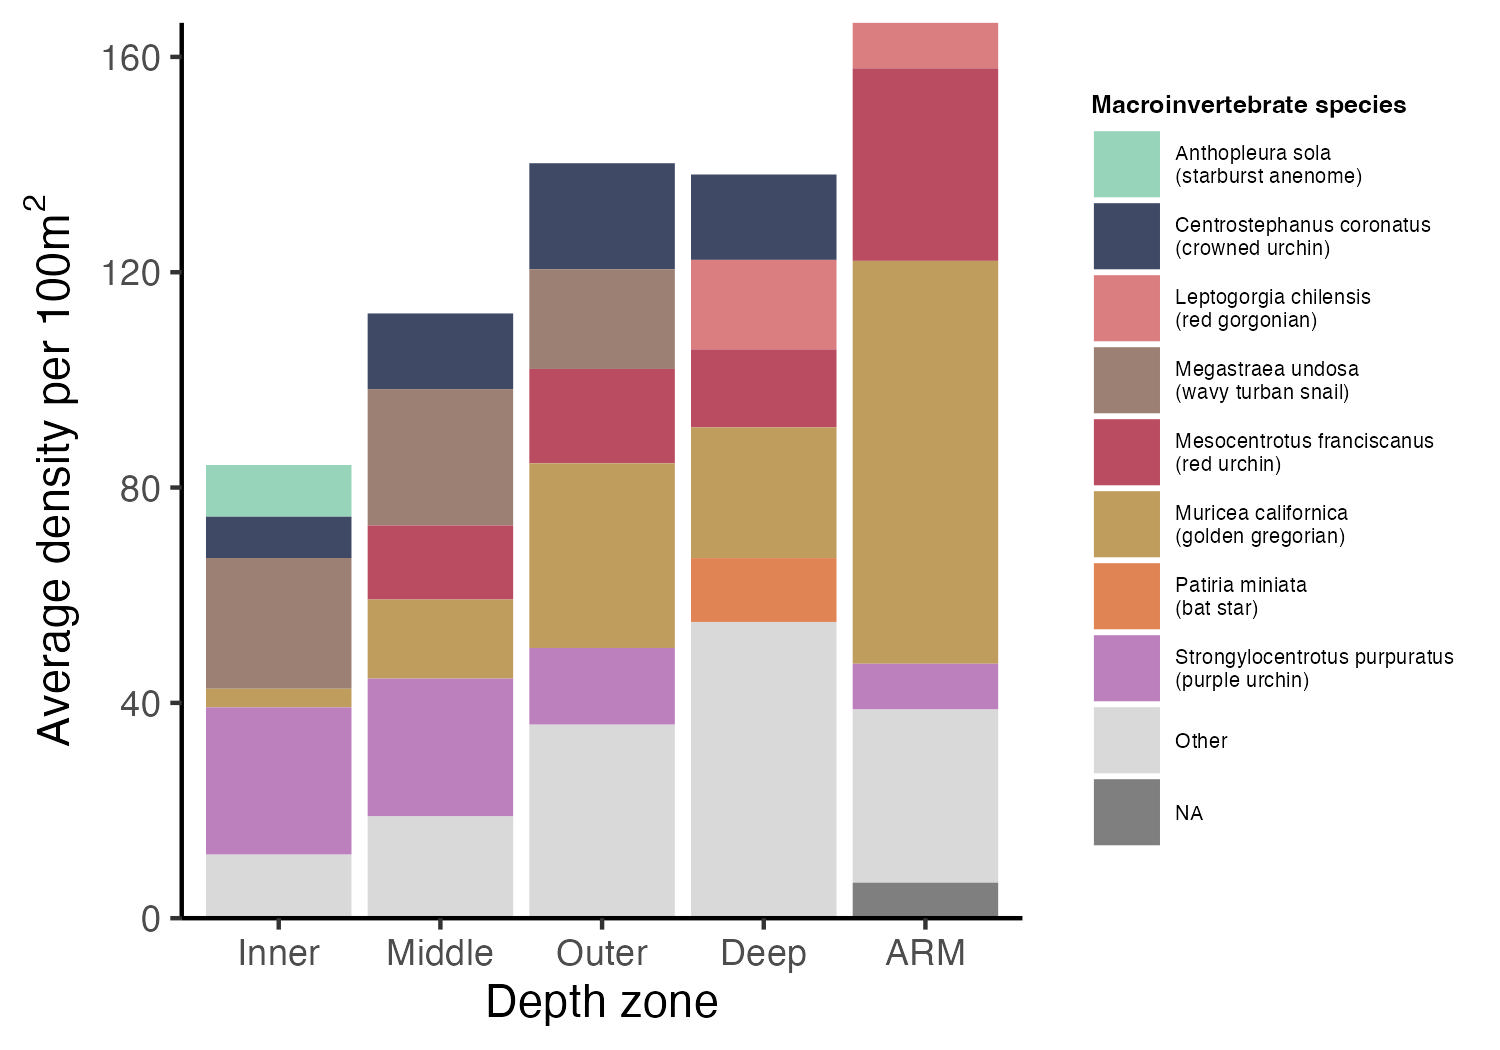 Average density per 100m²
160
120
80
40
0
Inner Middle Outer Deep ARM
Depth zone
Macroinvertebrate species
Anthopleura sola
(starburst anenome)
Centrostephanus coronatus
(crowned urchin)
Leptogorgia chilensis
(red gorgonian)
Megastraea undosa
(wavy turban snail)
Mesocentrotus franciscanus
(red urchin)
Muricea californica
(golden gregorian)
Patiria miniata
(bat star)
Strongylocentrotus purpuratus
(purple urchin)
Other
NA